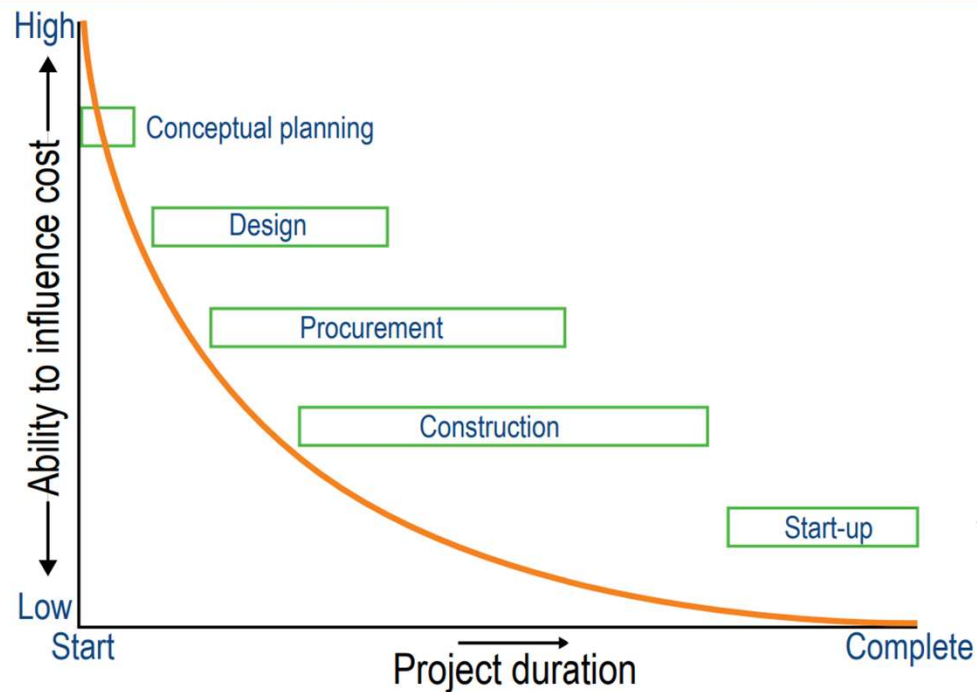 High
Ability to influence cost
Conceptual planning
Design
Procurement
Construction
Start-up
Low
Start
Complete
Project duration